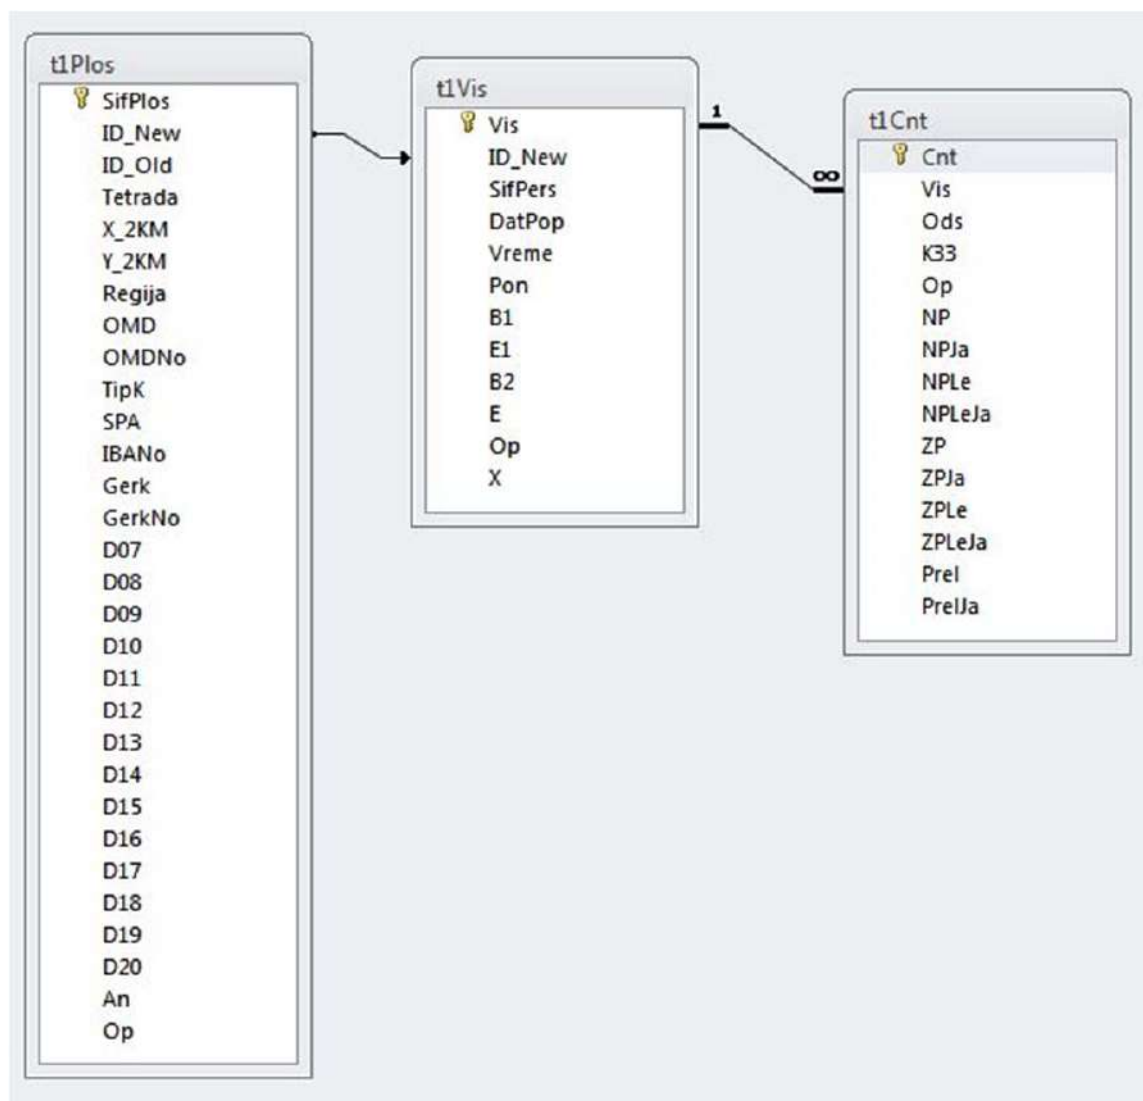 t1Plos
SifPlos
ID_New
ID_Old
Tetrada
X_2KM
Y_2KM
Regija
OMD
OMDNo
TipK
SPA
IBANo
Gerk
GerkNo
D07
D08
D09
D10
D11
D12
D13
D14
D15
D16
D17
D18
D19
D20
An
Op
t1Vis
Vis
ID_New
SifPers
DatPop
Vreme
Pon
B1
E1
B2
E
Op
X
1
∞
t1Cnt
Cnt
Vis
Ods
K33
Op
NP
NPJa
NPLe
NPLeJa
ZP
ZPJa
ZPLe
ZPLeJa
Prel
PrelJa